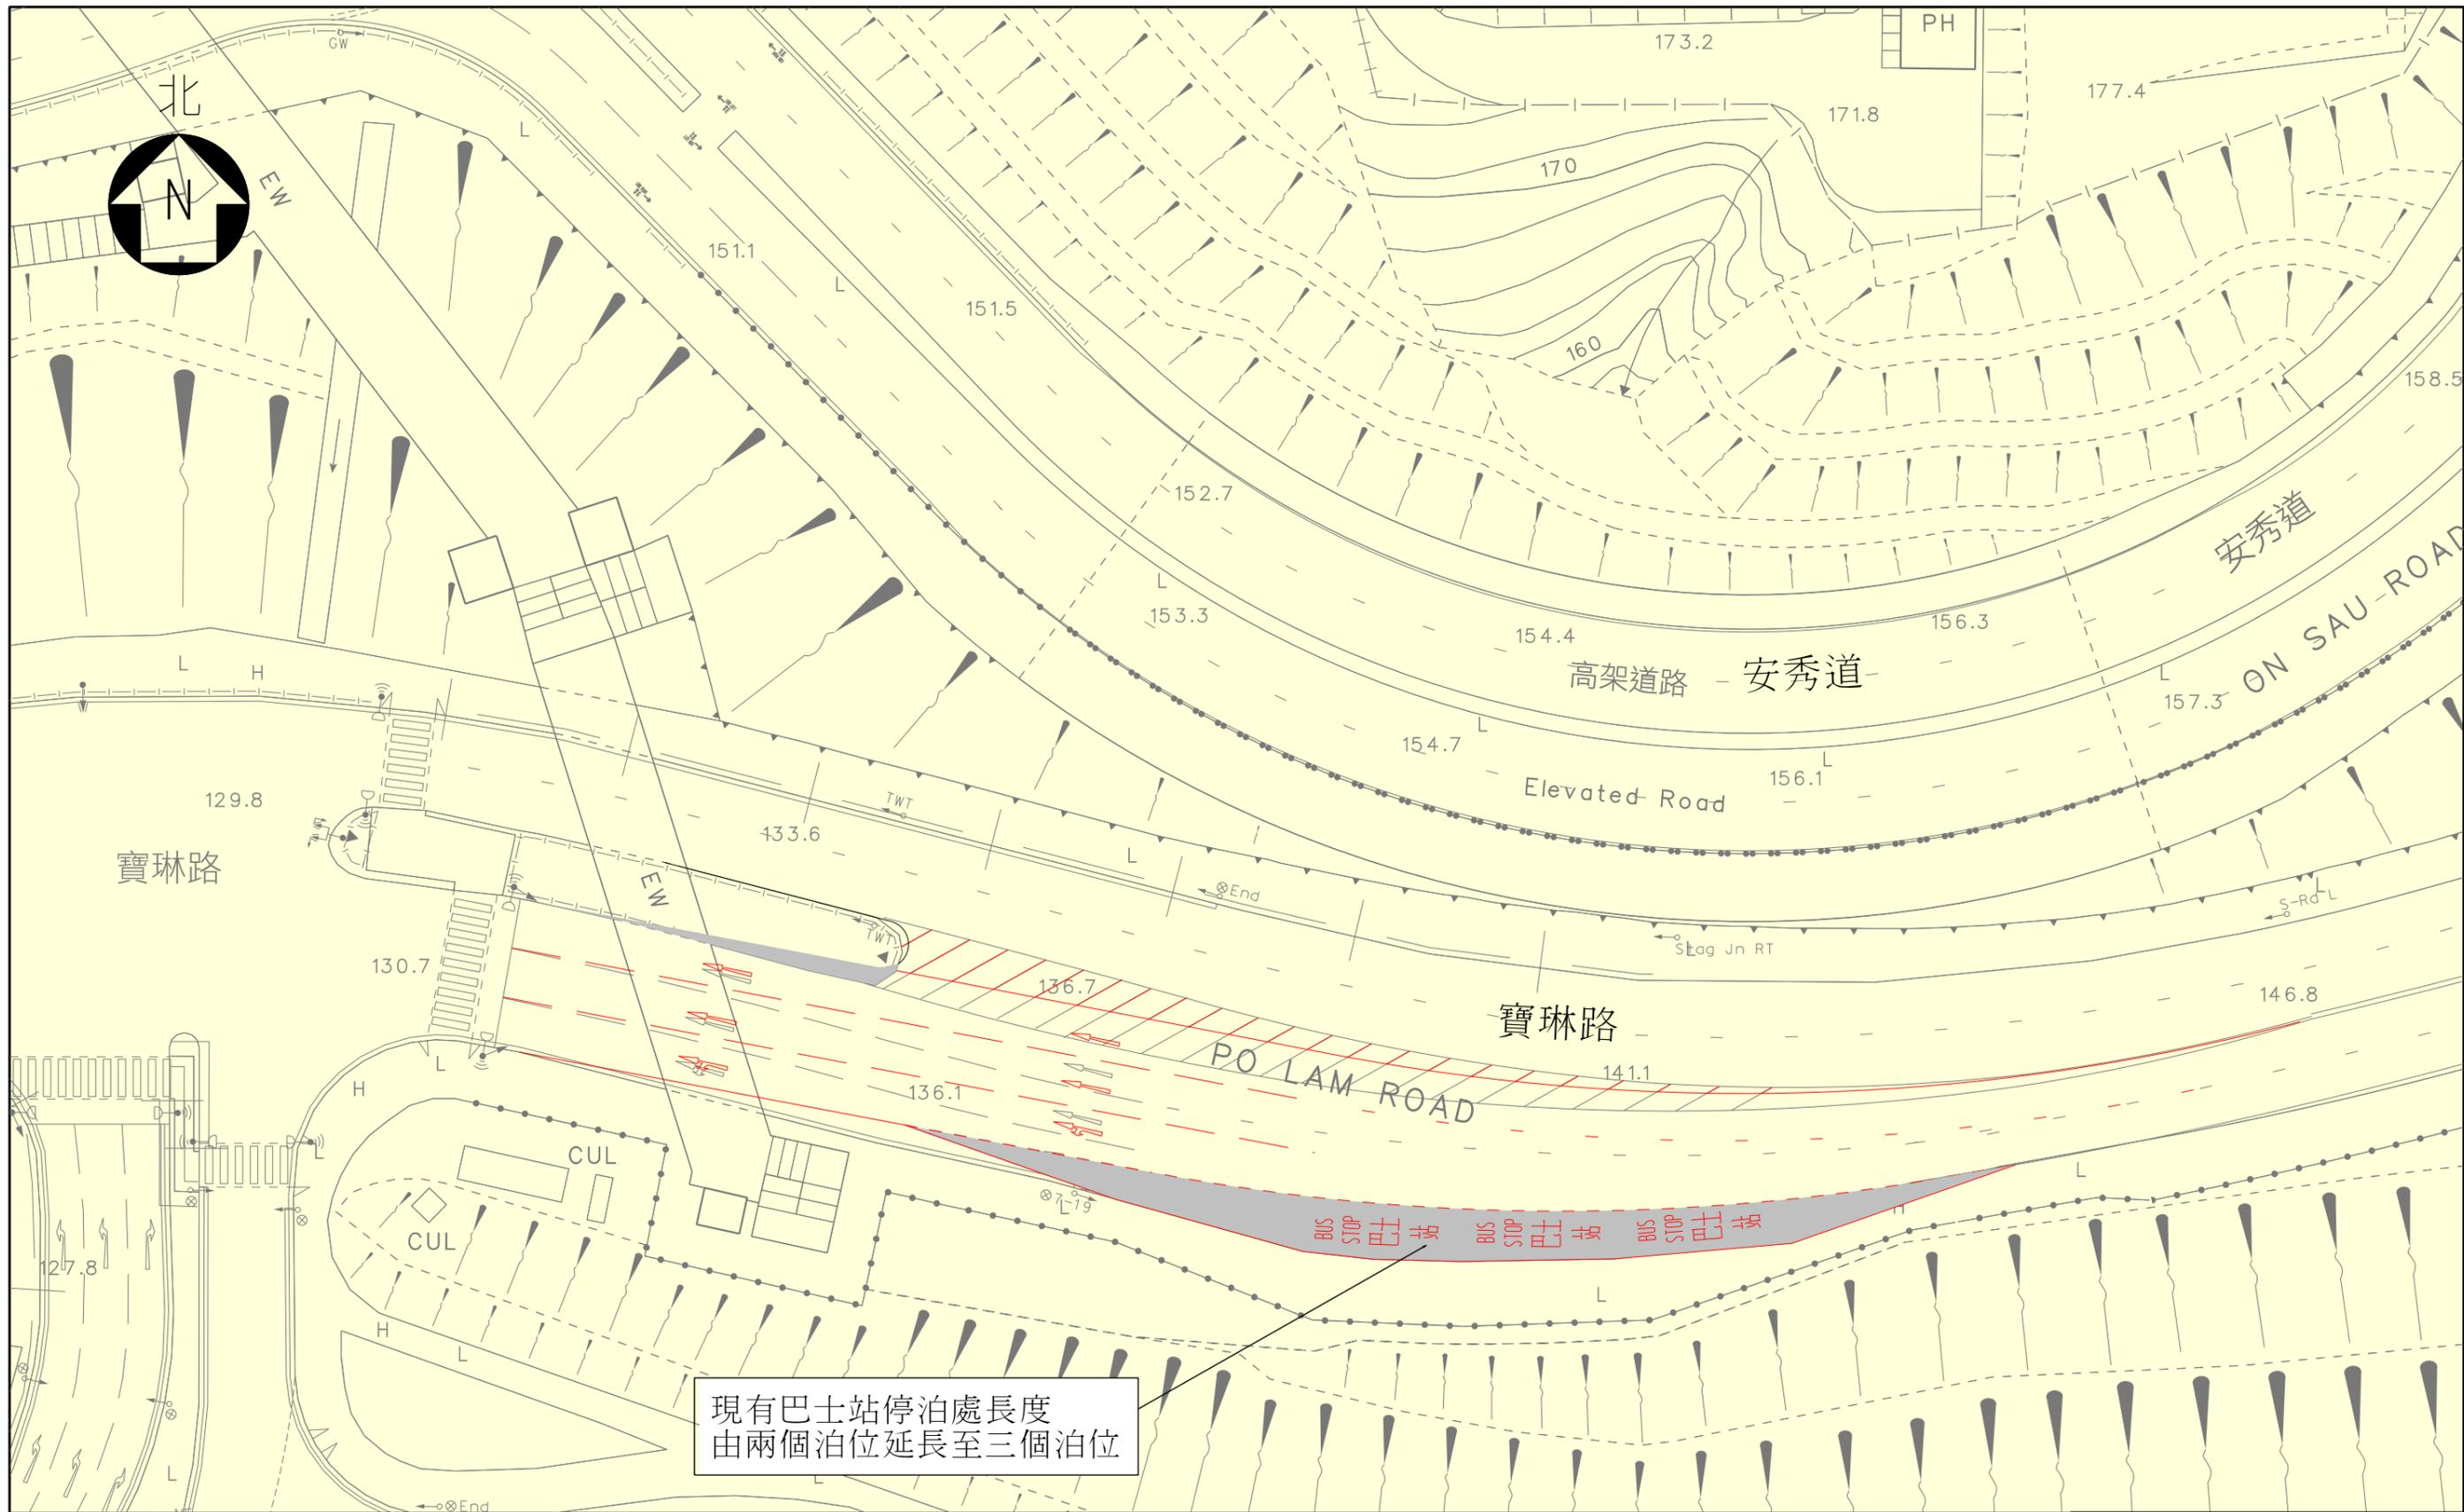 GW
173.2
PH
177.4
北
171.8
L
170
EW
N
151.1
L
151.5
160
158.5
152.7
安秀道
L
153.3
ON SAU ROAD
154.4
156.3
高架道路
安秀道
L
H
L
157.3
154.7
L
156.1
L
Elevated Road
129.8
TWT
133.6
寶琳路
L
EW
End
L
S-Rd L
TWT
Stag Jn RT
L
130.7
136.7
146.8
寶琳路
PO LAM ROAD
141.1
L
H
136.1
CUL
L
L
7-19
L
H
BUS
STOP
巴士
站
BUS
STOP
巴士
站
BUS
STOP
巴士
站
CUL
127.8
L
H
L
現有巴士站停泊處長度
由兩個泊位延長至三個泊位
L
L
End